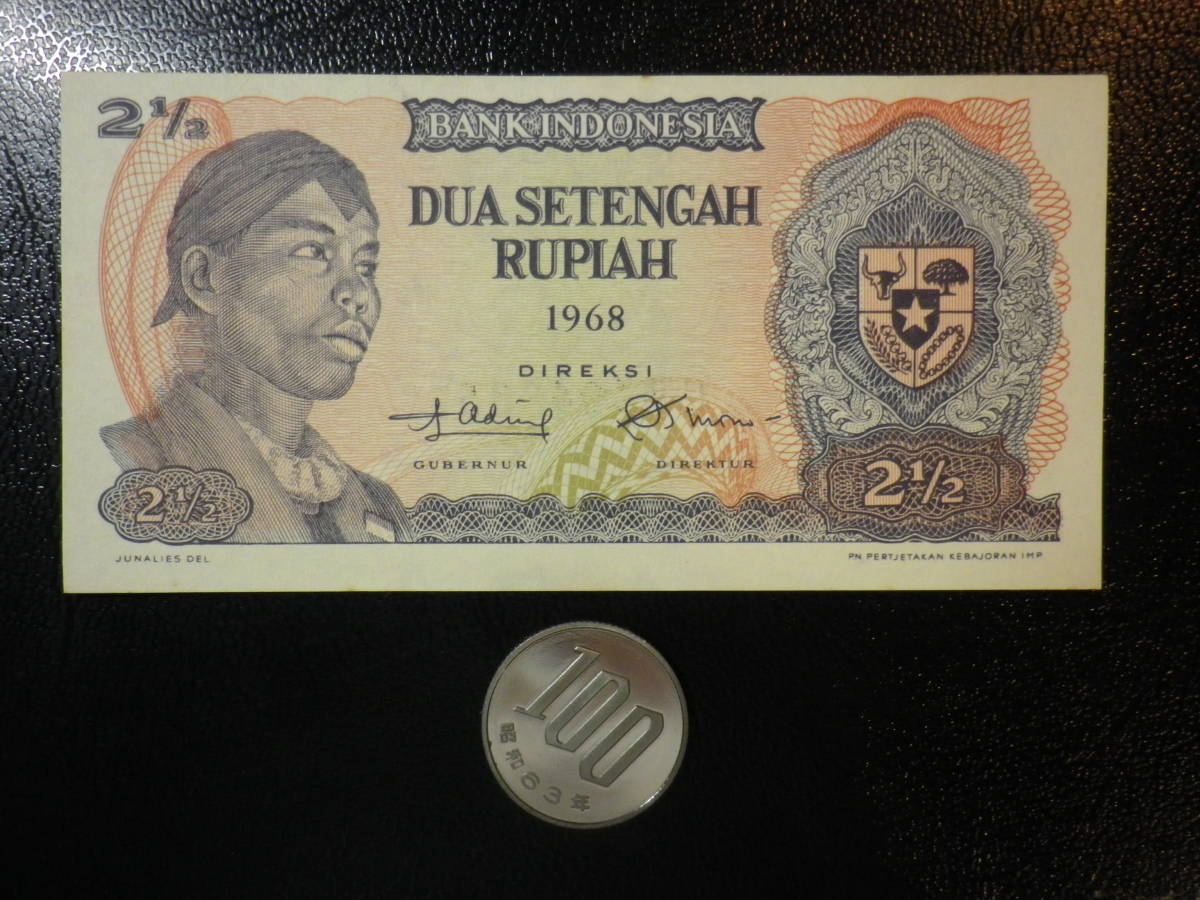 2½
BANK INDONESIA
DUA SETENGAH
RUPIAH
1968
DIREKSI
GUBERNUR
DIREKTUR
2½
2½
JUNALIES DEL.
PN. PERTJETAKAN KEBAJORAN IMP.
100
昭和63年